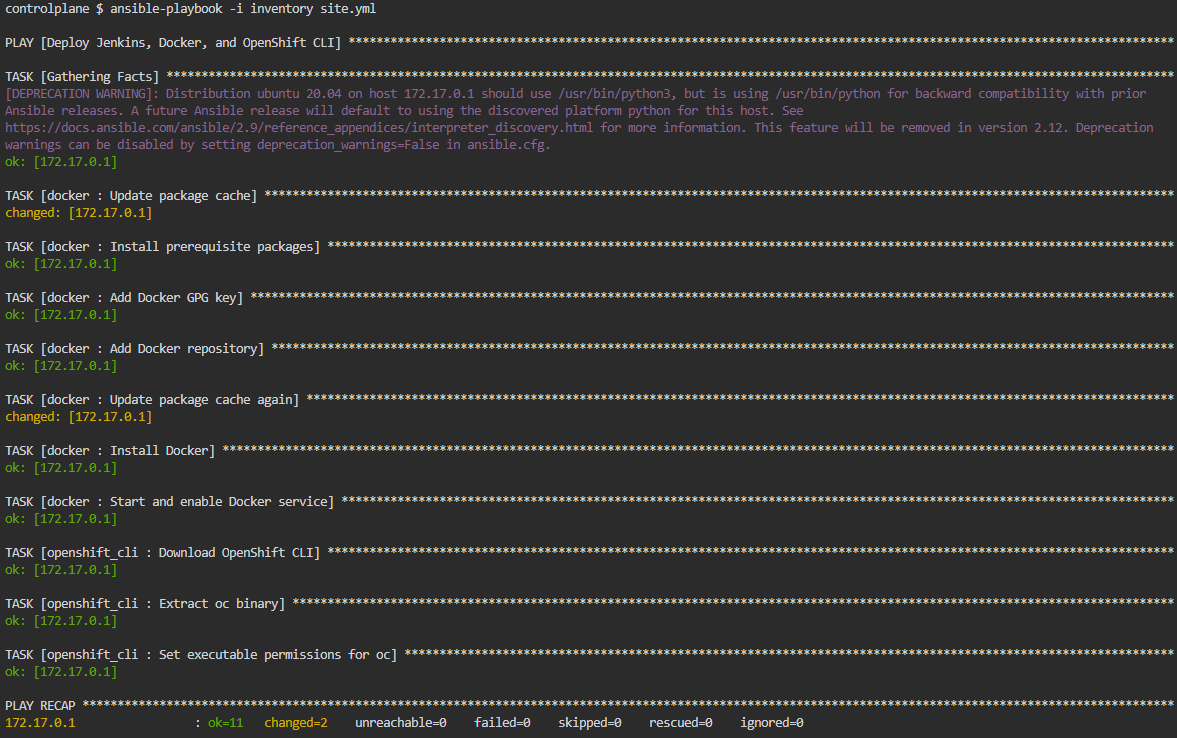 controlplane $ ansible-playbook -i inventory site.yml
PLAY [Deploy Jenkins, Docker, and OpenShift CLI] **********************************************************************************************************************
TASK [Gathering Facts] ************************************************************************************************************************************************
[DEPRECATION WARNING]: Distribution ubuntu 20.04 on host 172.17.0.1 should use /usr/bin/python3, but is using /usr/bin/python for backward compatibility with prior
Ansible releases. A future Ansible release will default to using the discovered platform python for this host. See
https://docs.ansible.com/ansible/2.9/reference_appendices/interpreter_discovery.html for more information. This feature will be removed in version 2.12. Deprecation
warnings can be disabled by setting deprecation_warnings=False in ansible.cfg.
ok: [172.17.0.1]
TASK [docker : Update package cache] **********************************************************************************************************************************
changed: [172.17.0.1]
TASK [docker : Install prerequisite packages] *************************************************************************************************************************
ok: [172.17.0.1]
TASK [docker : Add Docker GPG key] ************************************************************************************************************************************
ok: [172.17.0.1]
TASK [docker : Add Docker repository] *********************************************************************************************************************************
ok: [172.17.0.1]
TASK [docker : Update package cache again] ****************************************************************************************************************************
changed: [172.17.0.1]
TASK [docker : Install Docker] ****************************************************************************************************************************************
ok: [172.17.0.1]
TASK [docker : Start and enable Docker service] ***********************************************************************************************************************
ok: [172.17.0.1]
TASK [openshift_cli : Download OpenShift CLI] *************************************************************************************************************************
ok: [172.17.0.1]
TASK [openshift_cli : Extract oc binary] ******************************************************************************************************************************
ok: [172.17.0.1]
TASK [openshift_cli : Set executable permissions for oc] **************************************************************************************************************
ok: [172.17.0.1]
PLAY RECAP ************************************************************************************************************************************************************
172.17.0.1                 : ok=11   changed=2    unreachable=0    failed=0    skipped=0    rescued=0    ignored=0